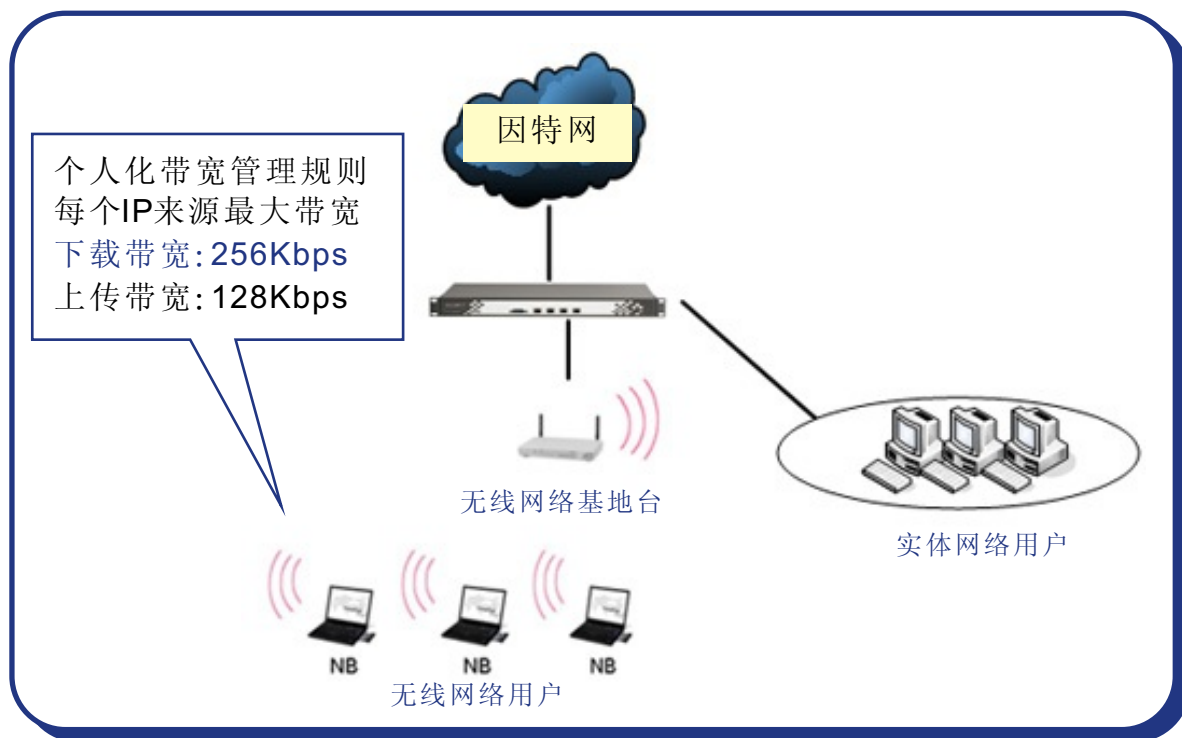 因特网
个人化带宽管理规则
每个IP来源最大带宽
下载带宽:256Kbps
上传带宽:128Kbps
无线网络基地台
实体网络用户
NB
NB
NB
无线网络用户